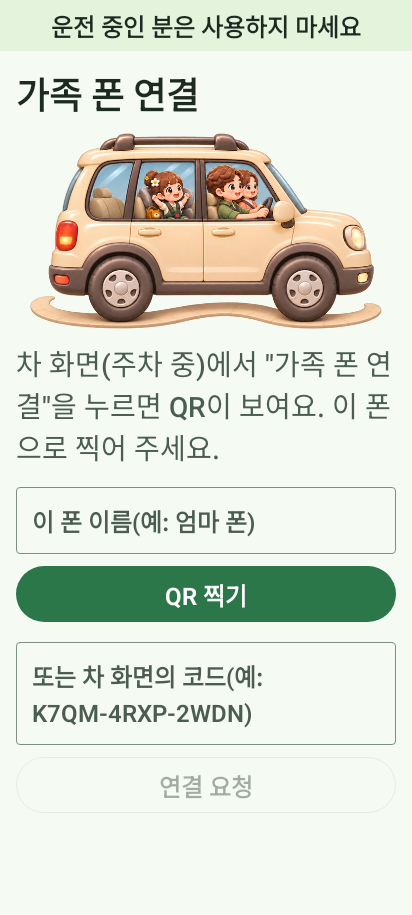 운전 중인 분은 사용하지 마세요
가족 폰 연결
차 화면(주차 중)에서 "가족 폰 연
결"을 누르면 QR이 보여요. 이 폰
으로 찍어 주세요.
이 폰 이름(예: 엄마 폰)
QR 찍기
또는 차 화면의 코드(예:
K7QM-4RXP-2WDN)
연결 요청